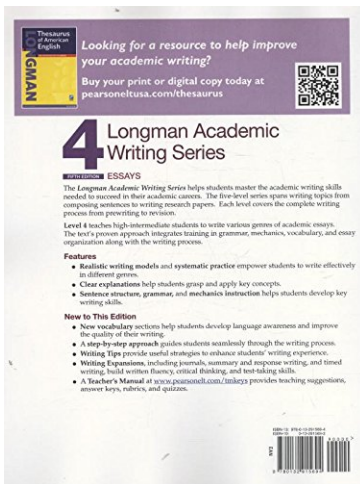 Thesaurus
of American
English
LONGMAN
9
Looking for a resource to help improve
your academic writing?
Buy your print or digital copy today at
pearsoneltusa.com/thesaurus
4
Longman Academic
Writing Series
FIFTH EDITION
ESSAYS
The Longman Academic Writing Series helps students master the academic writing skills
needed to succeed in their academic careers. The five-level series spans writing topics from
composing sentences to writing research papers. Each level covers the complete writing
process from prewriting to revision.
Level 4 teaches high-intermediate students to write various genres of academic essays.
The text's proven approach integrates training in grammar, mechanics, vocabulary, and essay
organization along with the writing process.
Features
• Realistic writing models and systematic practice empower students to write effectively
in different genres.
• Clear explanations help students grasp and apply key concepts.
• Sentence structure, grammar, and mechanics instruction helps students develop key
writing skills.
New to This Edition
• New vocabulary sections help students develop language awareness and improve
the quality of their writing.
• A step-by-step approach guides students seamlessly through the writing process.
• Writing Tips provide useful strategies to enhance students' writing experience.
• Writing Expansions, including journals, summary and response writing, and timed
writing, build written fluency, critical thinking, and test-taking skills.
• A Teacher's Manual at www.pearsonelt.com/tmkeys provides teaching suggestions,
answer keys, rubrics, and quizzes.